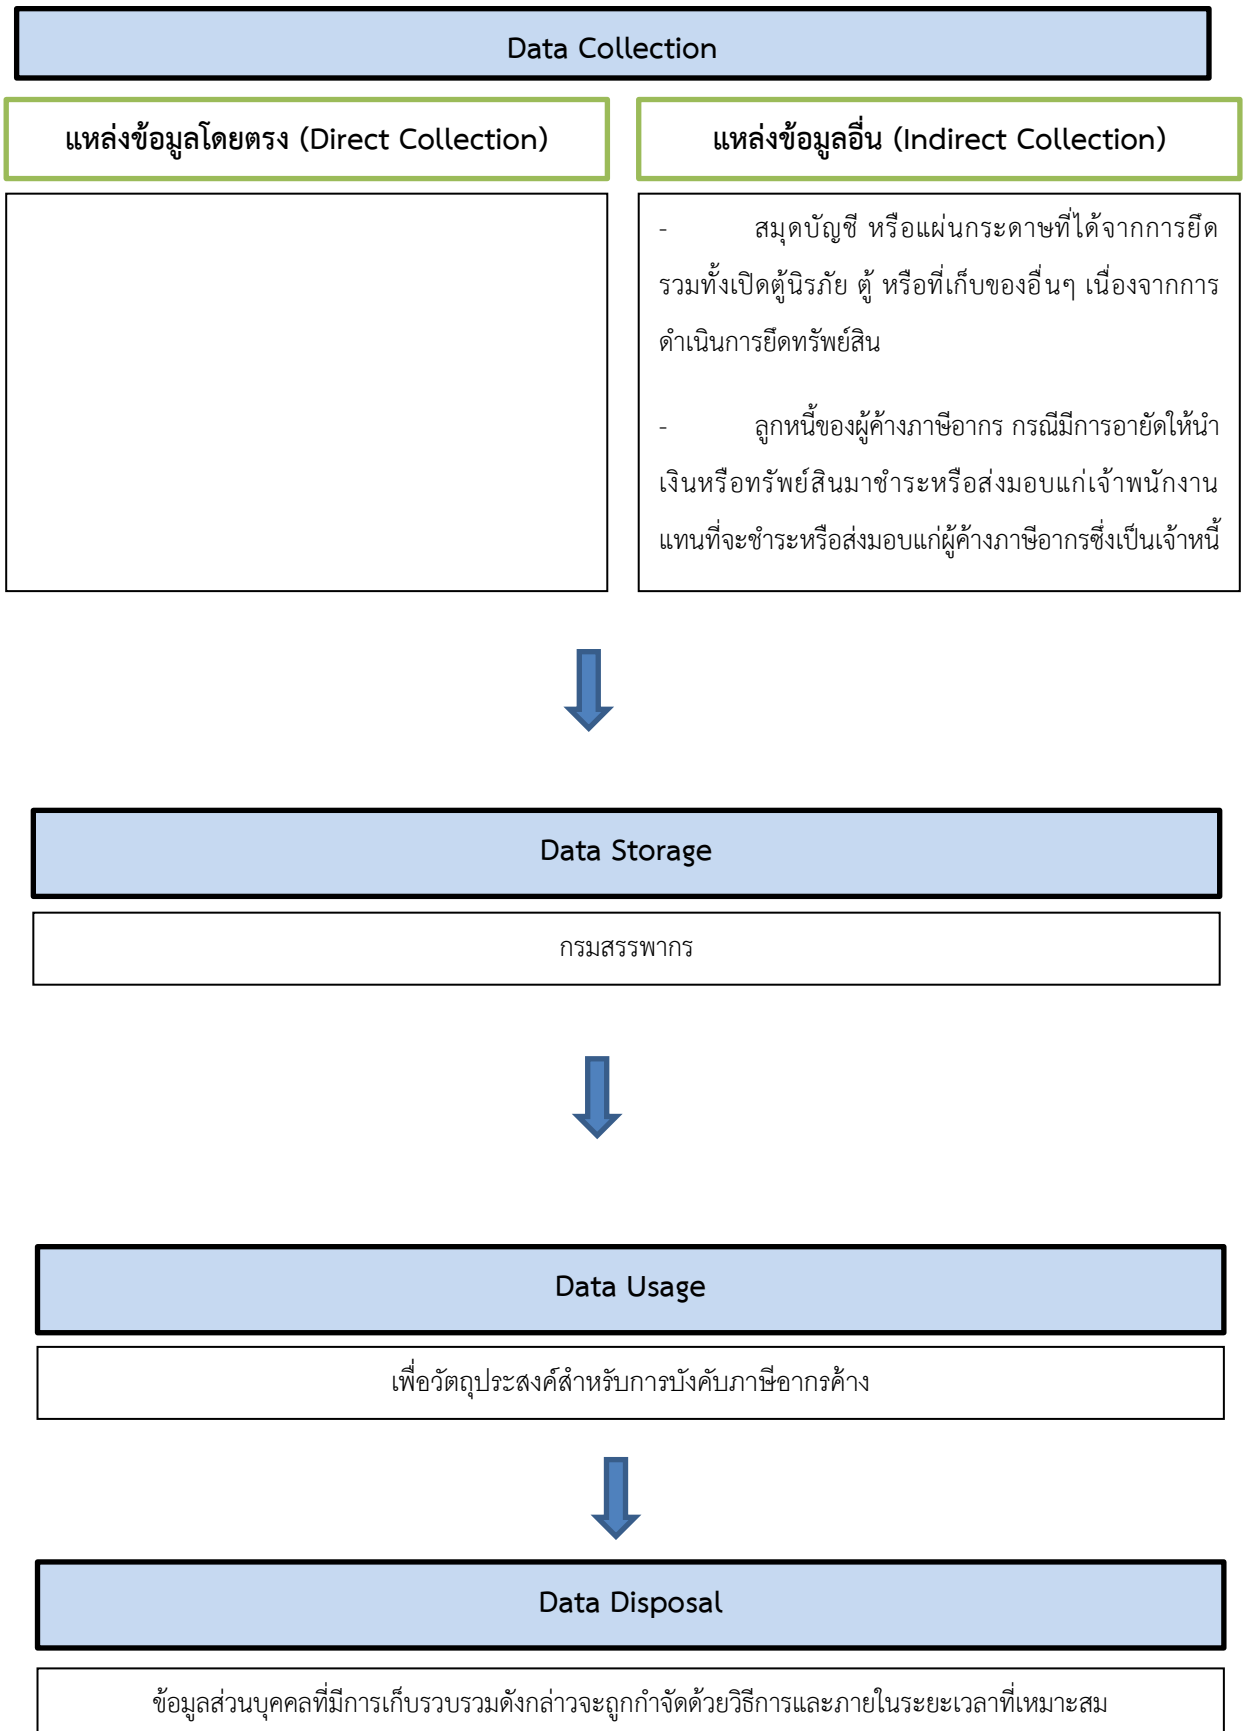 Data Collection
แหล่งข้อมูลโดยตรง (Direct Collection)
แหล่งข้อมูลอื่น (Indirect Collection)
- สมุดบัญชี หรือแผ่นกระดาษที่ได้จากการยึด
รวมทั้งเปิดตู้นิรภัย ตู้ หรือที่เก็บของอื่นๆ เนื่องจากการ
ดำเนินการยึดทรัพย์สิน
- ลูกหนี้ของผู้ค้างภาษีอากร กรณีมีการอายัดให้นำ
เงินหรือทรัพย์สินมาชำระหรือส่งมอบแก่เจ้าพนักงาน
แทนที่จะชำระหรือส่งมอบแก่ผู้ค้างภาษีอากรซึ่งเป็นเจ้าหนี้
Data Storage
กรมสรรพากร
Data Usage
เพื่อวัตถุประสงค์สำหรับการบังคับภาษีอากรค้าง
Data Disposal
ข้อมูลส่วนบุคคลที่มีการเก็บรวบรวมดังกล่าวจะถูกกำจัดด้วยวิธีการและภายในระยะเวลาที่เหมาะสม